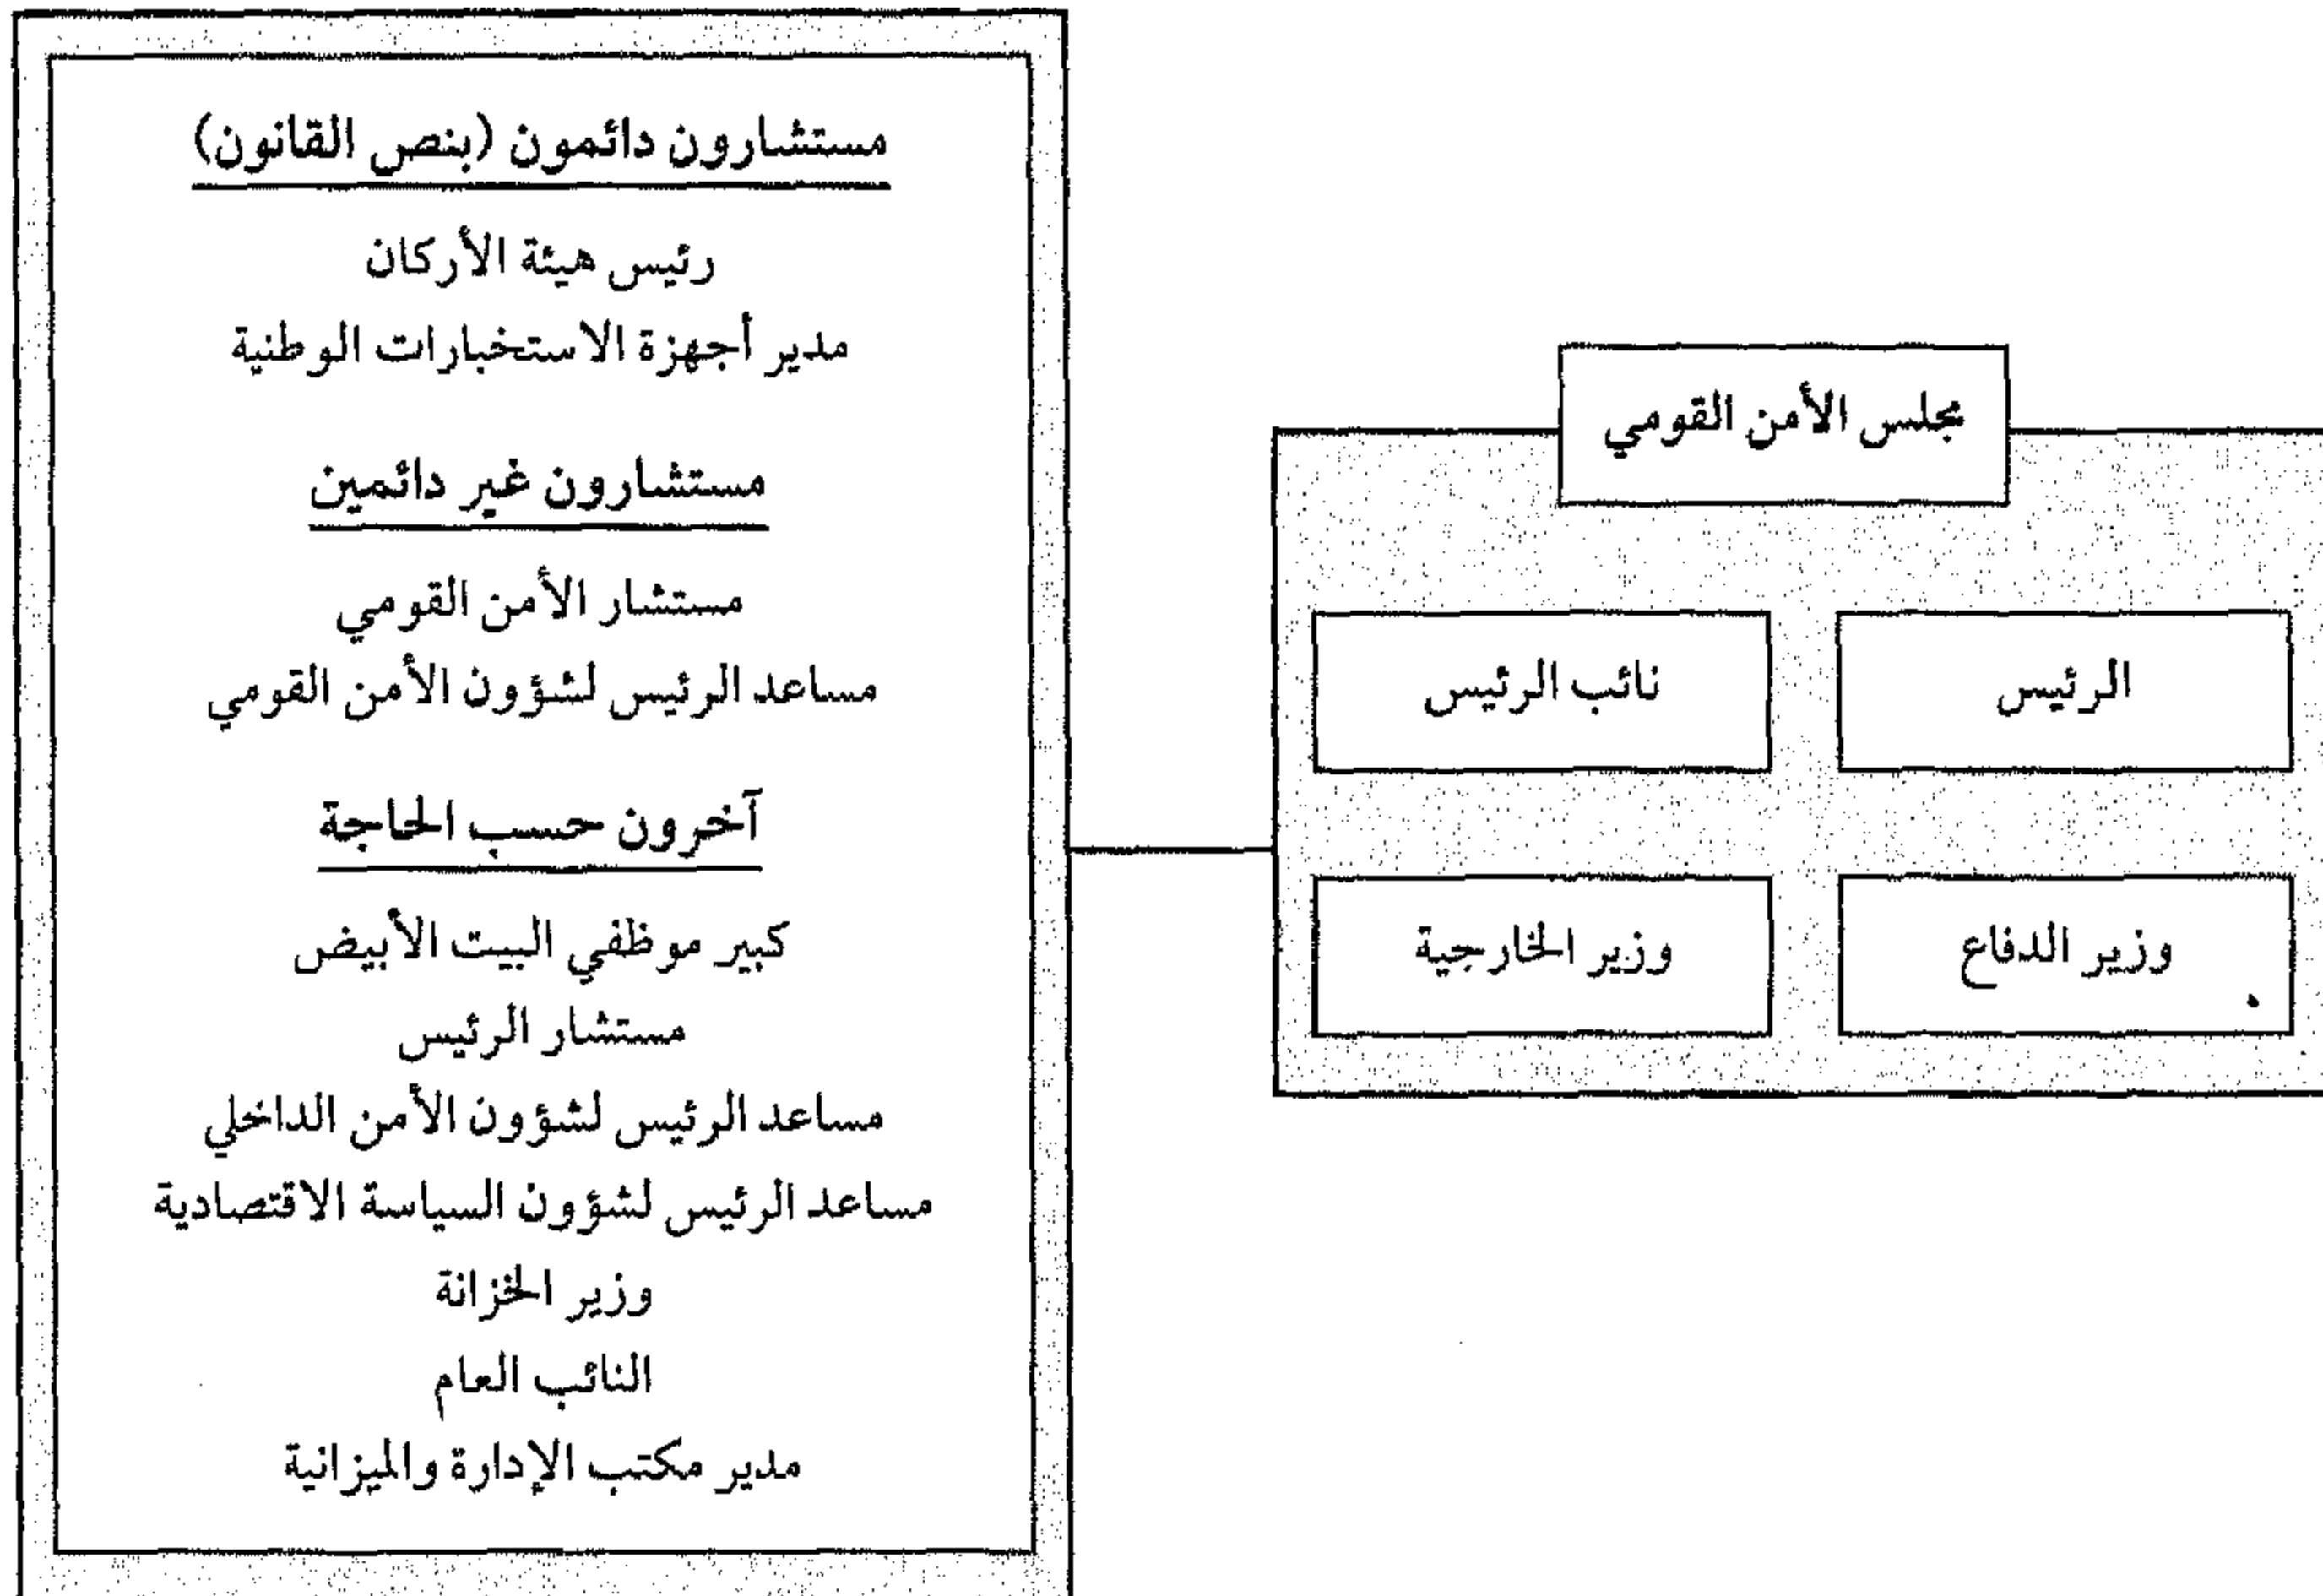 مجلس الأمن القومي
الرئيس
نائب الرئيس
وزير الدفاع
وزير الخارجية
مستشارون دائمون (بنص القانون)
رئيس هيئة الأركان
مدير أجهزة الاستخبارات الوطنية
مستشارون غير دائمين
مستشار الأمن القومي
مساعد الرئيس لشؤون الأمن القومي
آخرون حسب الحاجة
كبير موظفي البيت الأبيض
مستشار الرئيس
مساعد الرئيس لشؤون الأمن الداخلي
مساعد الرئيس لشؤون السياسة الاقتصادية
وزير الخزانة
النائب العام
مدير مكتب الإدارة والميزانية